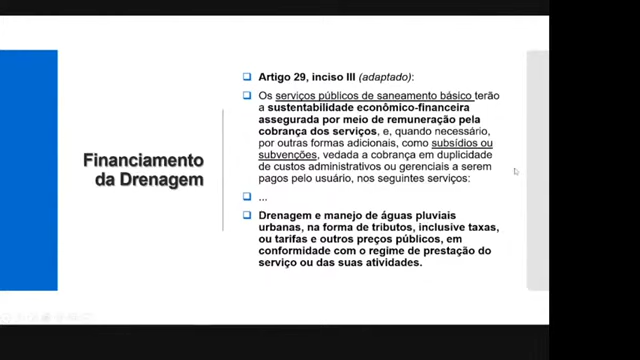 Financiamento
da Drenagem
Artigo 29, inciso III (adaptado):
Os serviços públicos de saneamento básico terão
a sustentabilidade econômico-financeira
assegurada por meio de remuneração pela
cobrança dos serviços, e, quando necessário,
por outras formas adicionais, como subsídios ou
subvenções, vedada a cobrança em duplicidade
de custos administrativos ou gerenciais a serem
pagos pelo usuário, nos seguintes serviços:
...
Drenagem e manejo de águas pluviais
urbanas, na forma de tributos, inclusive taxas,
ou tarifas e outros preços públicos, em
conformidade com o regime de prestação do
serviço ou das suas atividades.